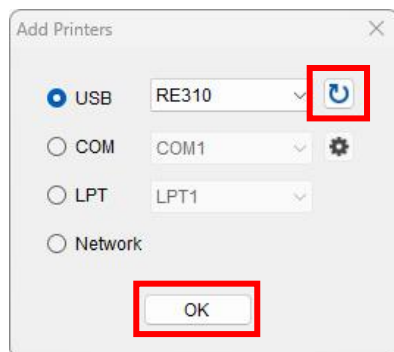 Add Printers
USB RE310
COM COM1
LPT LPT1
Network
OK